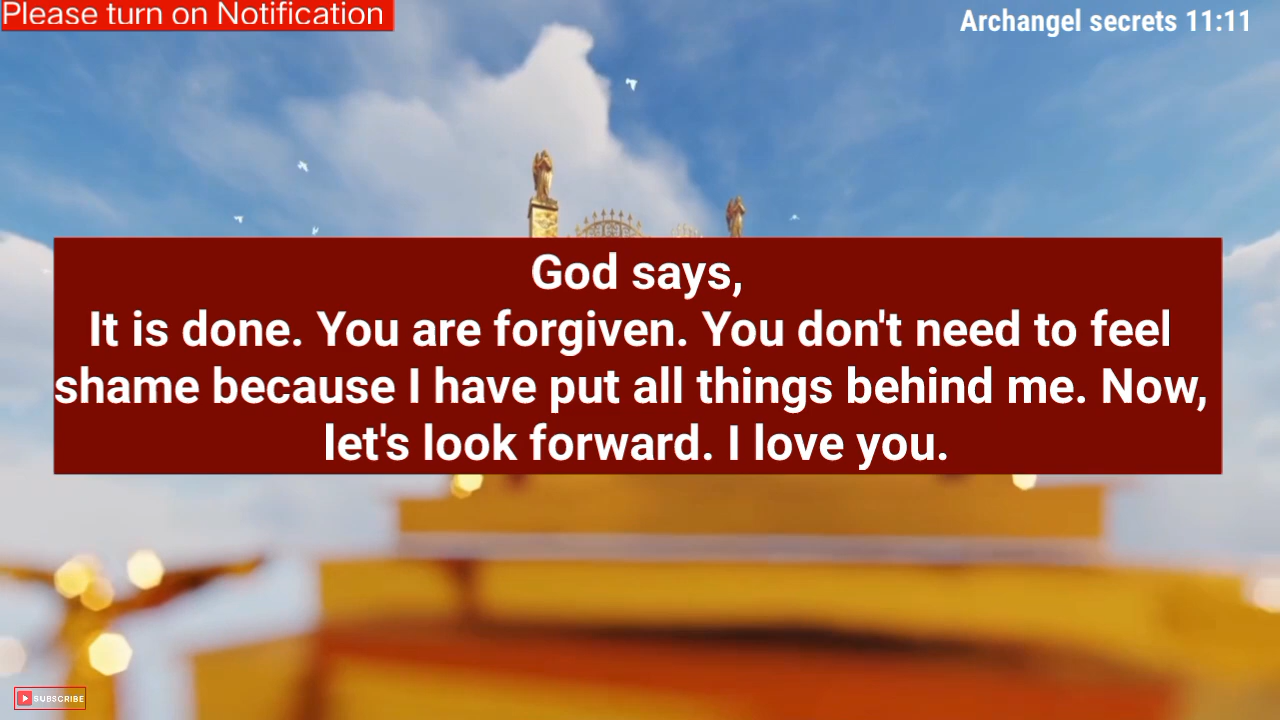 Please turn on Notification
Archangel secrets 11:11
God says,
It is done. You are forgiven. You don't need to feel
shame because I have put all things behind me. Now,
let's look forward. I love you.
SUBSCRIBE